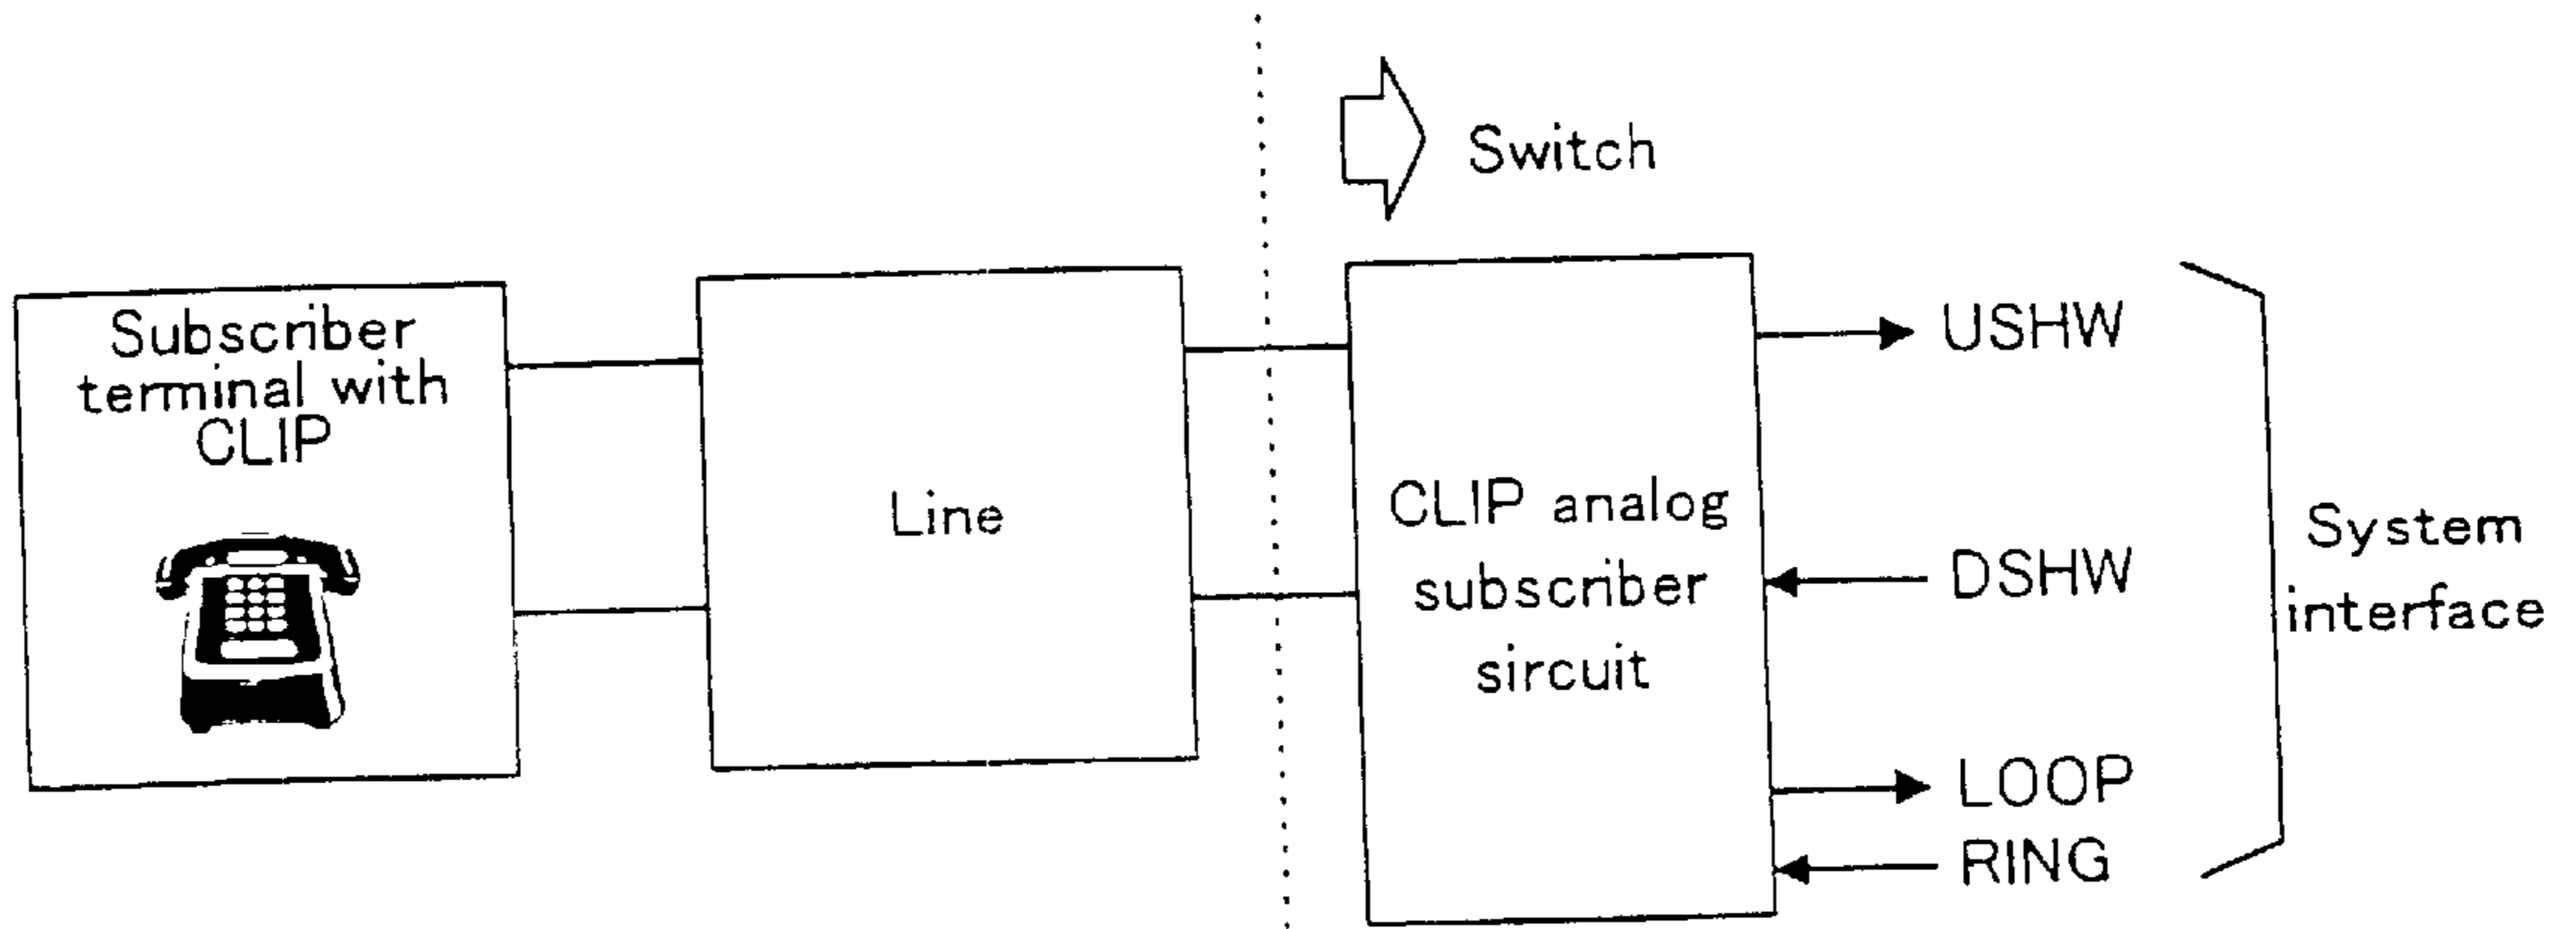 Switch
Subscriber
terminal with
CLIP
Line
CLIP analog
subscriber
sircuit
USHW
DSHW
LOOP
RING
System
interface